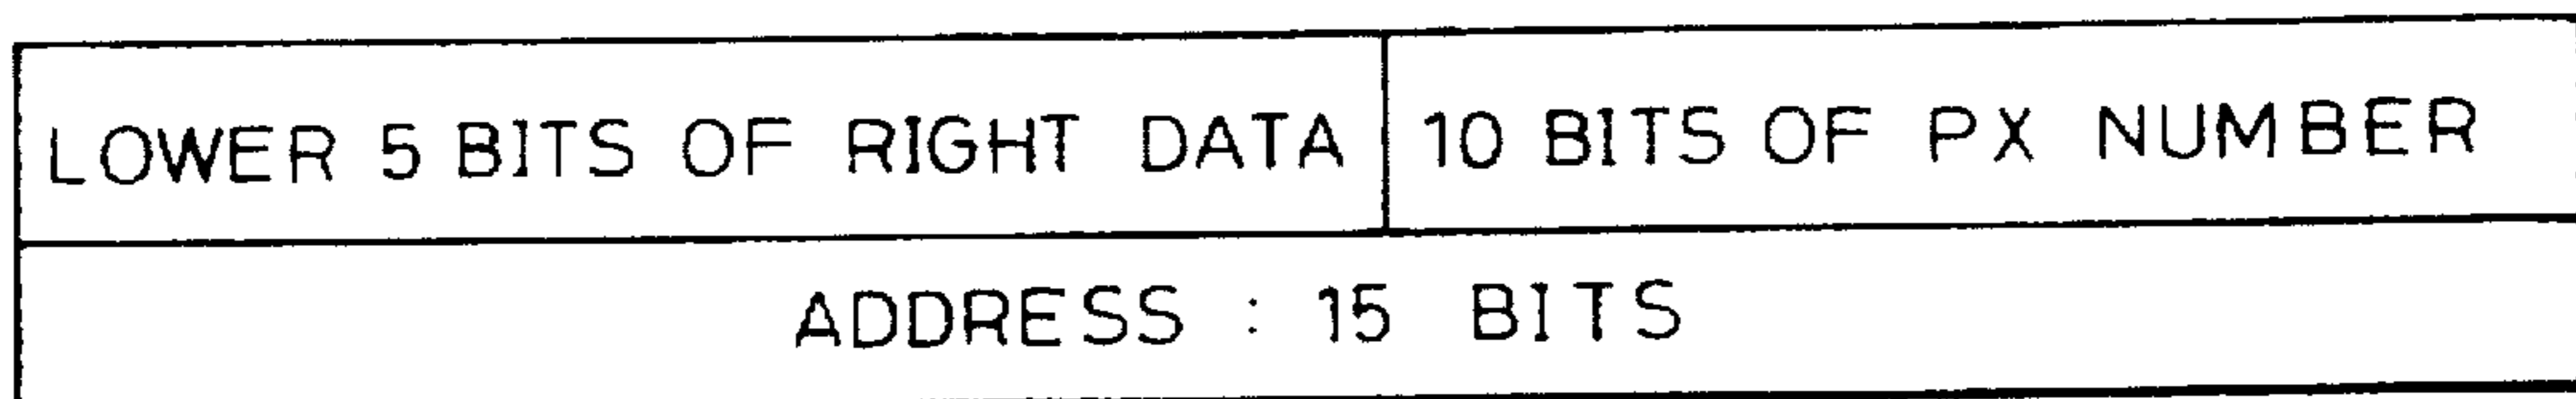 LOWER 5 BITS OF RIGHT DATA 10 BITS OF PX NUMBER
ADDRESS : 15 BITS